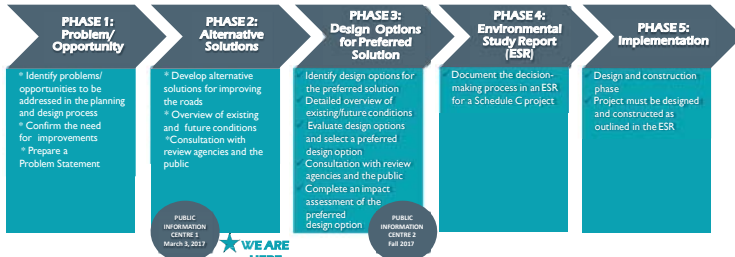 PHASE 1:
Problem/
Opportunity
* Identify problems/
opportunities to be
addressed in the planning
and design process
* Confirm the need
for improvements
* Prepare a
Problem Statement
PHASE 2:
Alternative
Solutions
* Develop alternative
solutions for improving
the roads
* Overview of existing
and future conditions
*Consultation with
review agencies and the
public
PUBLIC
INFORMATION
CENTRE 1
March 3, 2017
WE ARE
HERE
PHASE 3:
Design Options
for Preferred
Solution
✓ Identify design options for
the preferred solution
✓ Detailed overview of
existing/future conditions
✓ Evaluate design options
and select a preferred
design option
✓ Consultation with review
agencies and the public
✓ Complete an impact
assessment of the
preferred
design option
PUBLIC
INFORMATION
CENTRE 2
Fall 2017
PHASE 4:
Environmental
Study Report
(ESR)
✓ Document the decision-
making process in an ESR
for a Schedule C project
PHASE 5:
Implementation
✓ Design and construction
phase
✓ Project must be designed
and constructed as
outlined in the ESR